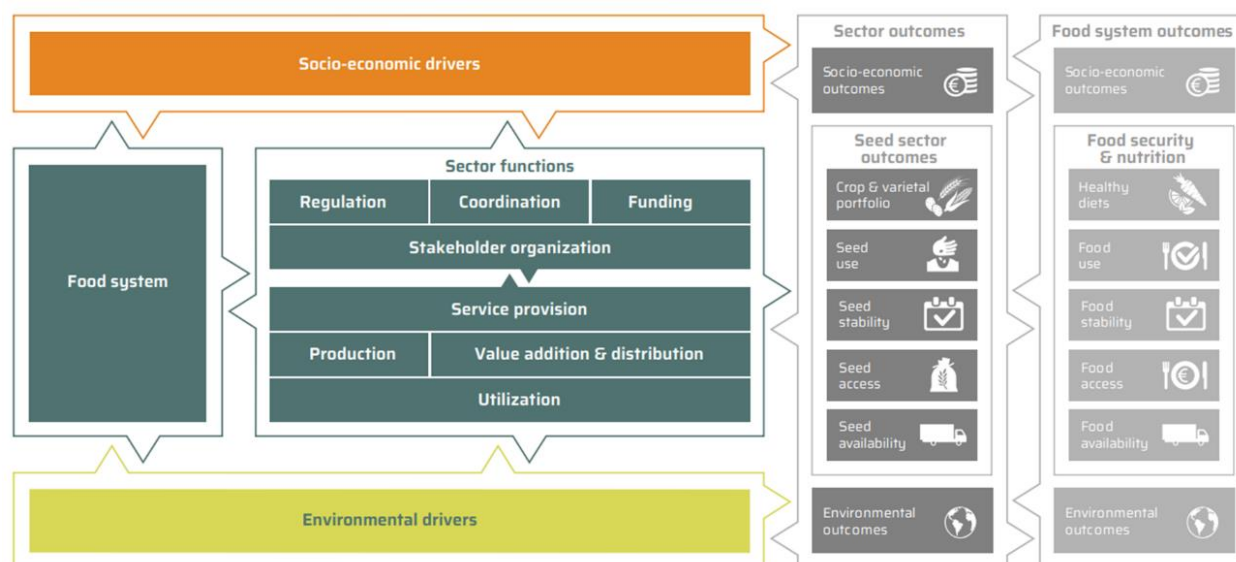 Socio-economic drivers
Food system
Sector functions
Regulation
Coordination
Funding
Stakeholder organization
Service provision
Production
Value addition & distribution
Utilization
Environmental drivers
Sector outcomes
Socio-economic
outcomes
Seed sector
outcomes
Crop & varietal
portfolio
Seed
use
Seed
stability
Seed
access
Seed
availability
Environmental
outcomes
Food system outcomes
Socio-economic
outcomes
Food security
& nutrition
Healthy
diets
Food
use
Food
stability
Food
access
Food
availability
Environmental
outcomes